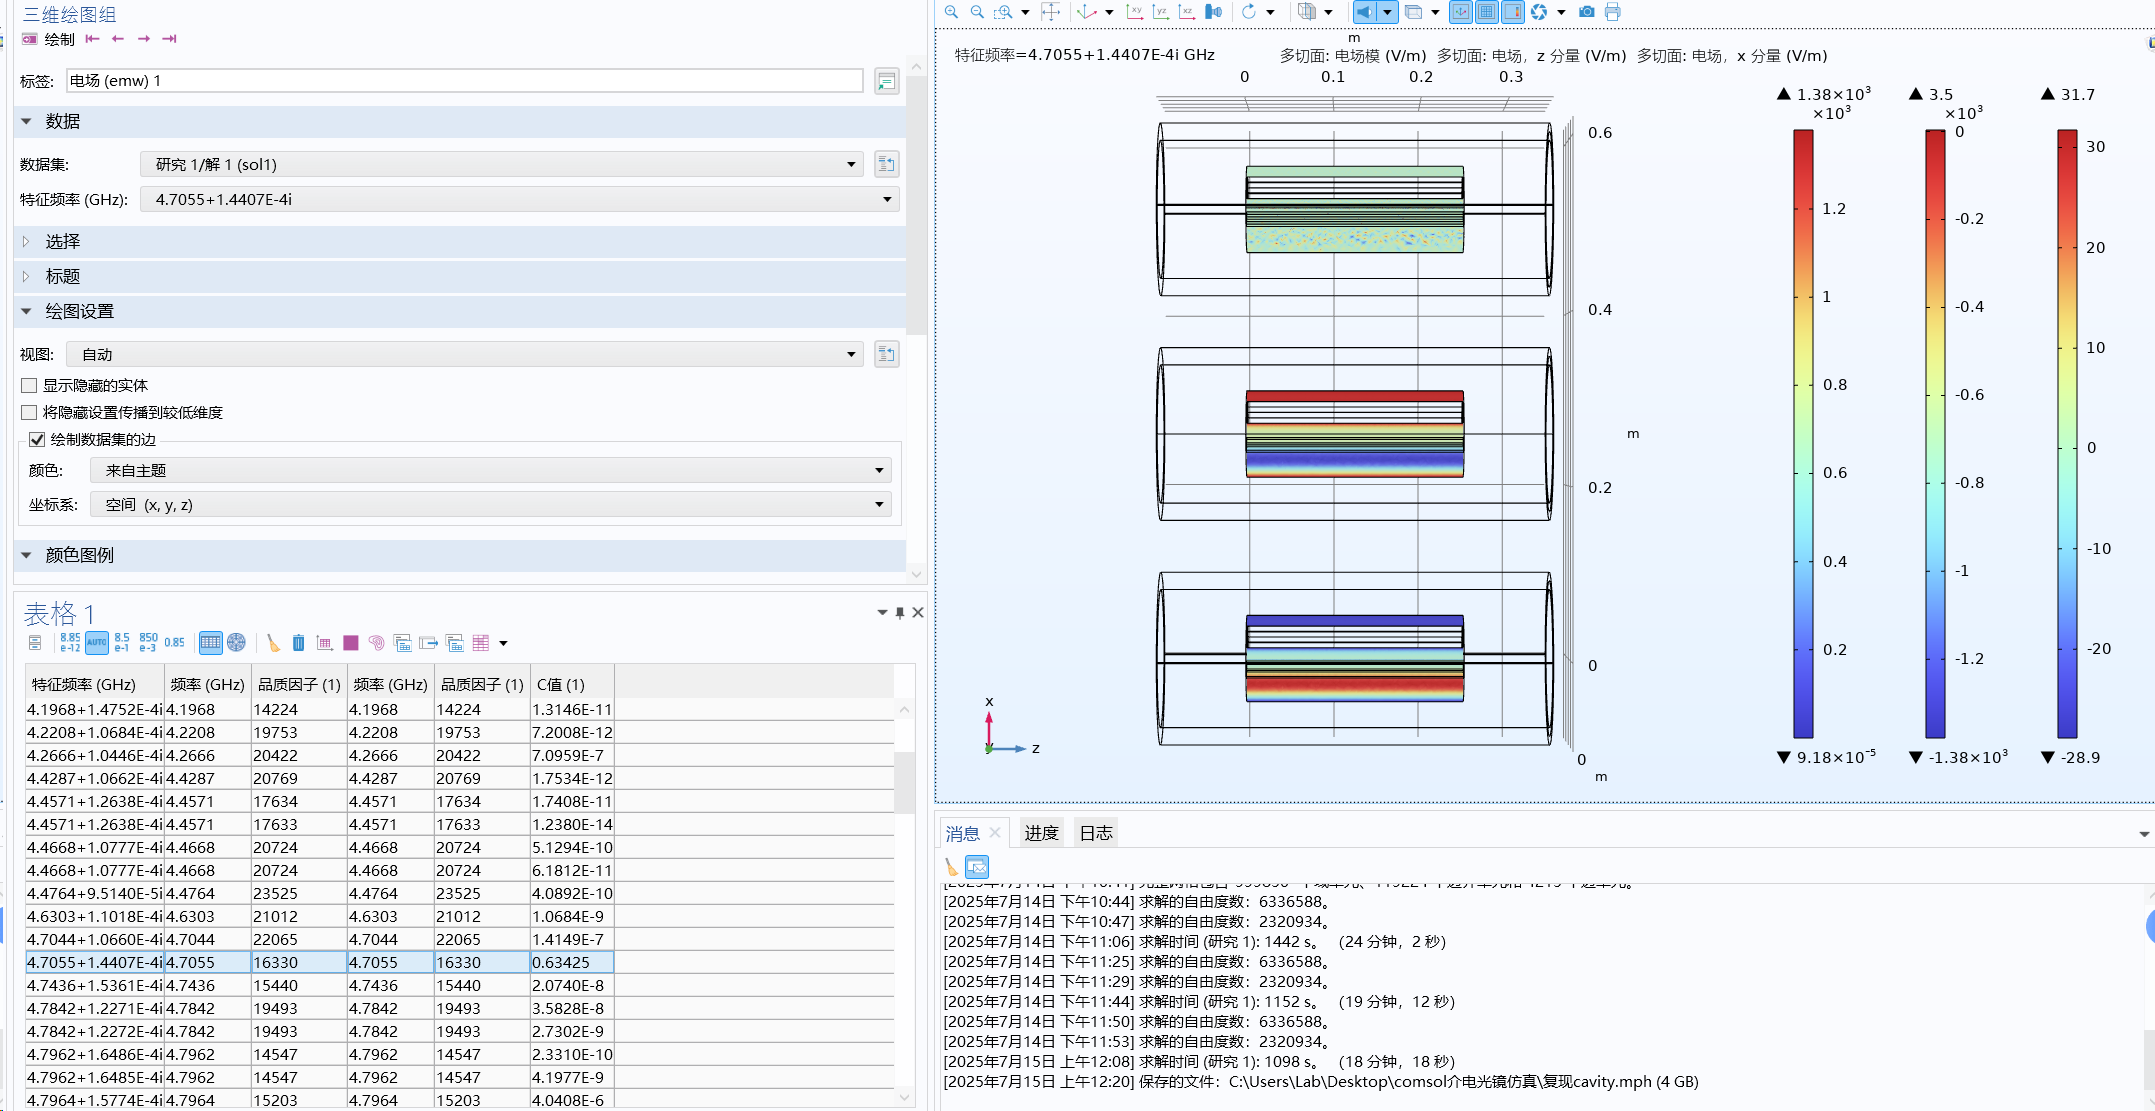 三维绘图组
绘制
标签: 电场 (emw) 1
数据
数据集: 研究 1/解 1 (sol1)
特征频率 (GHz): 4.7055+1.4407E-4i
选择
标题
绘图设置
视图: 自动
显示隐藏的实体
将隐藏设置传播到较低维度
绘制数据集的边
颜色: 来自主题
坐标系: 空间 (x, y, z)
颜色图例
表格 1
8.85 e-12 AUTO 8.5 e-1 850 e-3 0.85
特征频率 (GHz) 频率 (GHz) 品质因子 (1) 频率 (GHz) 品质因子 (1) C值 (1)
4.1968+1.4752E-4i 4.1968 14224 4.1968 14224 1.3146E-11
4.2208+1.0684E-4i 4.2208 19753 4.2208 19753 7.2008E-12
4.2666+1.0446E-4i 4.2666 20422 4.2666 20422 7.0959E-7
4.4287+1.0662E-4i 4.4287 20769 4.4287 20769 1.7534E-12
4.4571+1.2638E-4i 4.4571 17634 4.4571 17634 1.7408E-11
4.4571+1.2638E-4i 4.4571 17633 4.4571 17633 1.2380E-14
4.4668+1.0777E-4i 4.4668 20724 4.4668 20724 5.1294E-10
4.4668+1.0777E-4i 4.4668 20724 4.4668 20724 6.1812E-11
4.4764+9.5140E-5i 4.4764 23525 4.4764 23525 4.0892E-10
4.6303+1.1018E-4i 4.6303 21012 4.6303 21012 1.0684E-9
4.7044+1.0660E-4i 4.7044 22065 4.7044 22065 1.4149E-7
4.7055+1.4407E-4i 4.7055 16330 4.7055 16330 0.63425
4.7436+1.5361E-4i 4.7436 15440 4.7436 15440 2.0740E-8
4.7842+1.2271E-4i 4.7842 19493 4.7842 19493 3.5828E-8
4.7842+1.2272E-4i 4.7842 19493 4.7842 19493 2.7302E-9
4.7962+1.6486E-4i 4.7962 14547 4.7962 14547 2.3310E-10
4.7962+1.6485E-4i 4.7962 14547 4.7962 14547 4.1977E-9
4.7964+1.5774E-4i 4.7964 15203 4.7964 15203 4.0408E-6
xy yz xz
m
特征频率=4.7055+1.4407E-4i GHz 多切面: 电场模 (V/m) 多切面: 电场, z 分量 (V/m) 多切面: 电场, x 分量 (V/m)
0 0.1 0.2 0.3
0.6
0.4
m
0.2
0
0
m
x
y z
▲ 1.38×10³
×10³
1.2
1
0.8
0.6
0.4
0.2
▼ 9.18×10⁻⁵
▲ 3.5
×10³
0
-0.2
-0.4
-0.6
-0.8
-1
-1.2
▼ -1.38×10³
▲ 31.7
30
20
10
0
-10
-20
▼ -28.9
消息 进度 日志
[2025年7月14日 下午10:44] 求解的自由度数：6336588。
[2025年7月14日 下午10:47] 求解的自由度数：2320934。
[2025年7月14日 下午11:06] 求解时间 (研究 1): 1442 s。 (24 分钟，2 秒)
[2025年7月14日 下午11:25] 求解的自由度数：6336588。
[2025年7月14日 下午11:29] 求解的自由度数：2320934。
[2025年7月14日 下午11:44] 求解时间 (研究 1): 1152 s。 (19 分钟，12 秒)
[2025年7月14日 下午11:50] 求解的自由度数：6336588。
[2025年7月14日 下午11:53] 求解的自由度数：2320934。
[2025年7月15日 上午12:08] 求解时间 (研究 1): 1098 s。 (18 分钟，18 秒)
[2025年7月15日 上午12:20] 保存的文件：C:\Users\Lab\Desktop\comsol介电光镜仿真\复现cavity.mph (4 GB)